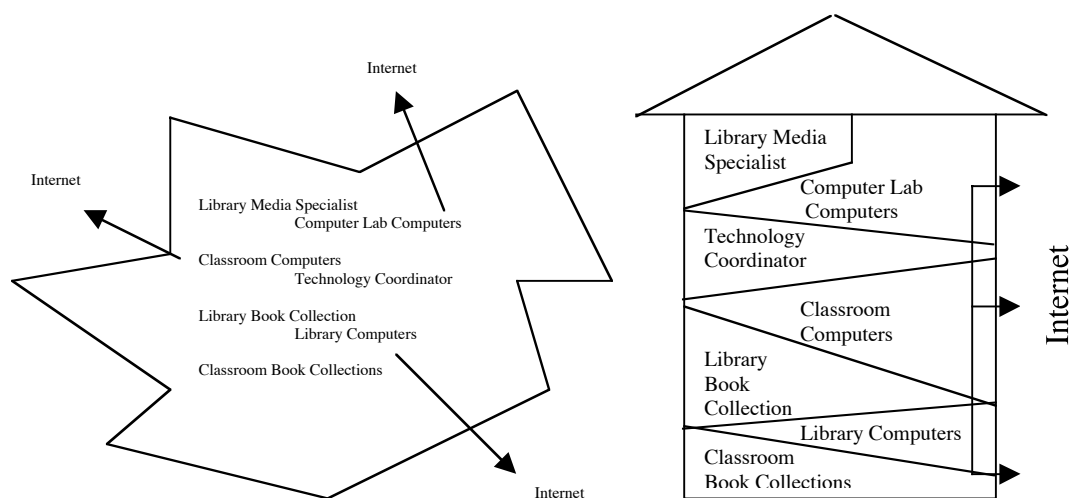 Internet
Internet
Library Media Specialist
Computer Lab Computers
Classroom Computers
Technology Coordinator
Library Book Collection
Library Computers
Classroom Book Collections
Internet
Library Media
Specialist
Computer Lab
Computers
Technology
Coordinator
Classroom
Computers
Library
Book
Collection
Library Computers
Classroom
Book Collections
Internet